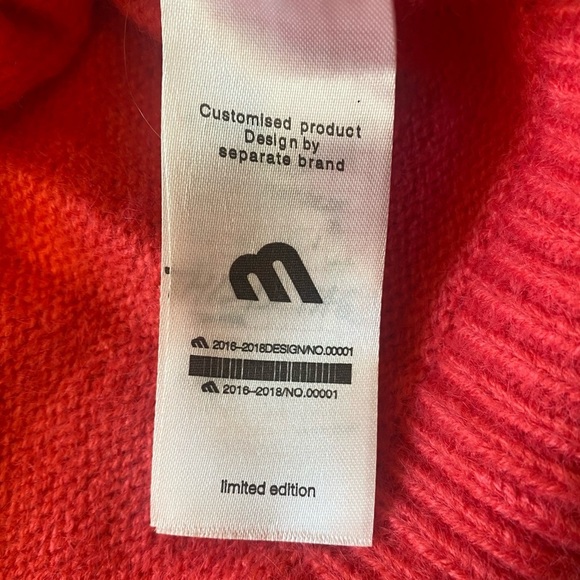 Customised product
Design by
separate brand
2016-2018DESIGN/NO.00001
2016-2018/NO.00001
limited edition